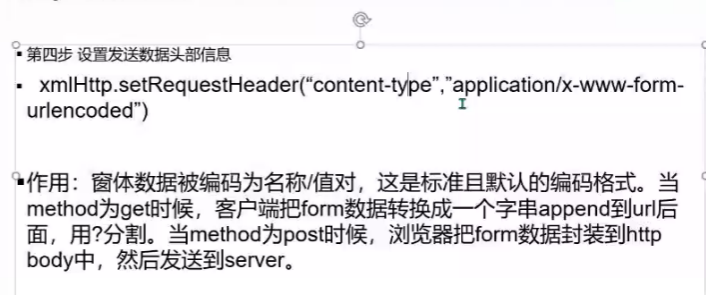 ▪ 第四步 设置发送数据头部信息
▪ xmlHttp.setRequestHeader(“content-type”,”application/x-www-form-
urlencoded”)
▪作用：窗体数据被编码为名称/值对，这是标准且默认的编码格式。当
method为get时候，客户端把form数据转换成一个字串append到url后
面，用?分割。当method为post时候，浏览器把form数据封装到http
body中，然后发送到server。